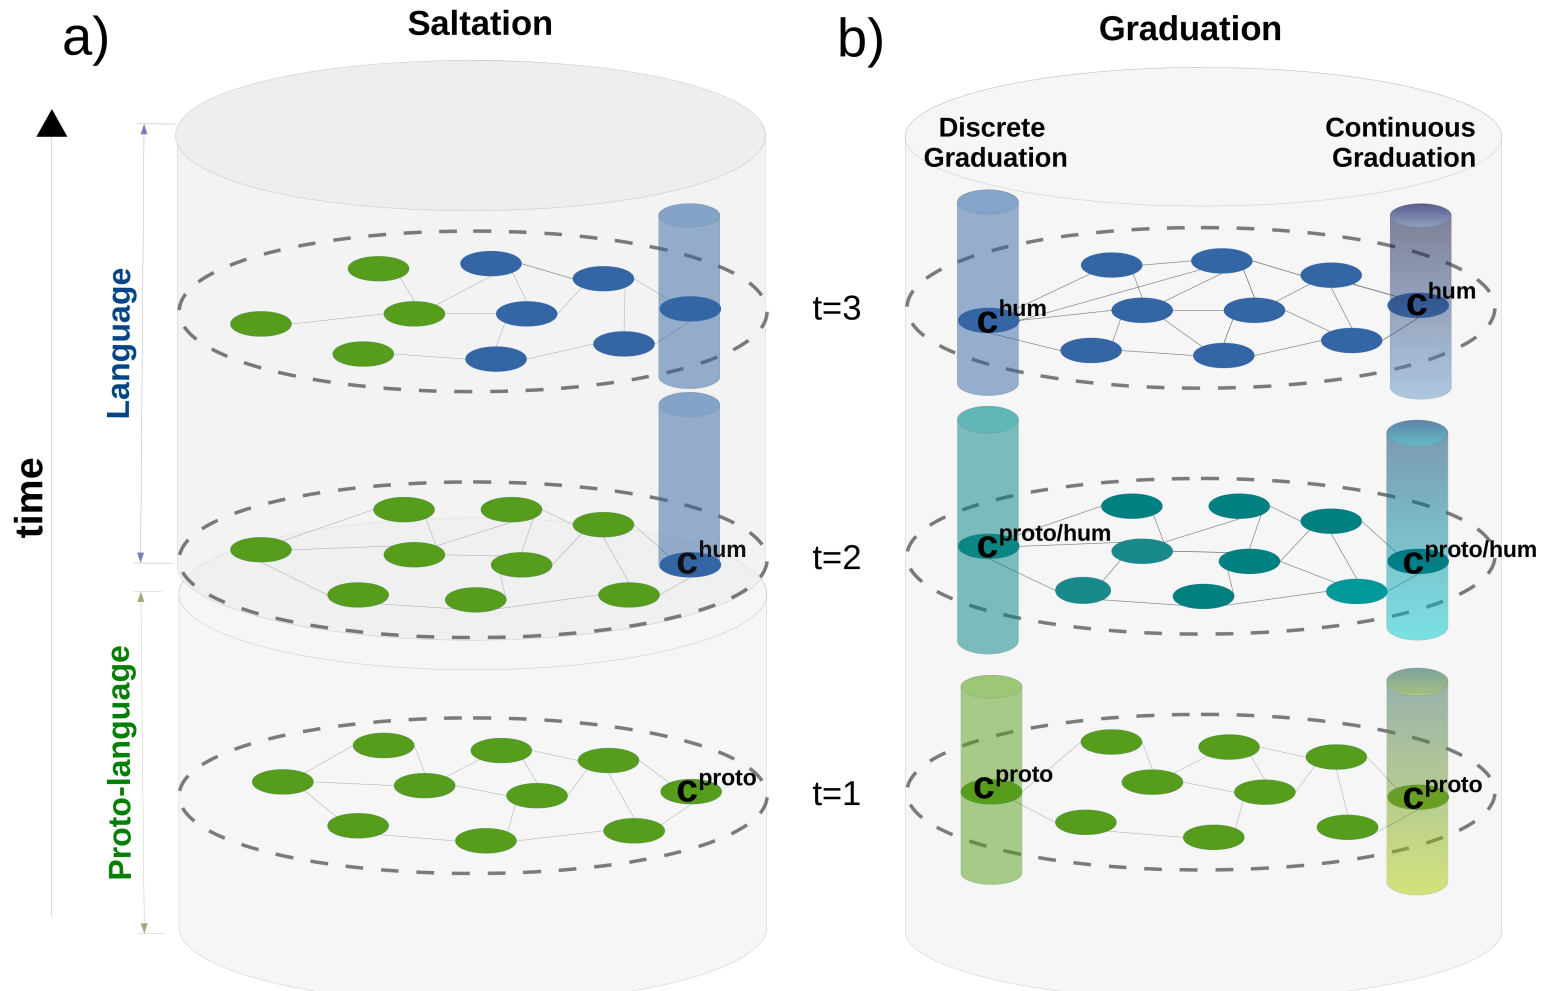 a)
Saltation
b)
Graduation
Discrete
Graduation
Continuous
Graduation
time
Language
Proto-language
t=3
c^hum
c^hum
t=2
c^hum
c^proto/hum
c^proto/hum
t=1
c^proto
c^proto
c^proto